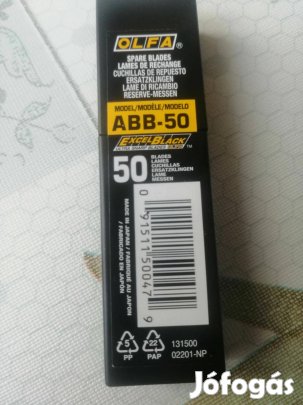 OLFA®
SPARE BLADES
LAMES DE RECHANGE
CUCHILLAS DE REPUESTO
ERSATZKLINGEN
LAME DI RICAMBIO
RESERVE-MESSEN
MODEL/MODÈLE/MODELO
ABB-50
EXCELBLACK™
50
BLADES
LAMES
CUCHILLAS
ERSATZKLINGEN
LAME
MESSEN
MADE IN JAPAN / FABRIQUÉ AU JAPON
/ FABRICADO EN JAPÓN
0 91511 50047 9
5
PP
22
PAP
131500
02201-NP
Jófogás